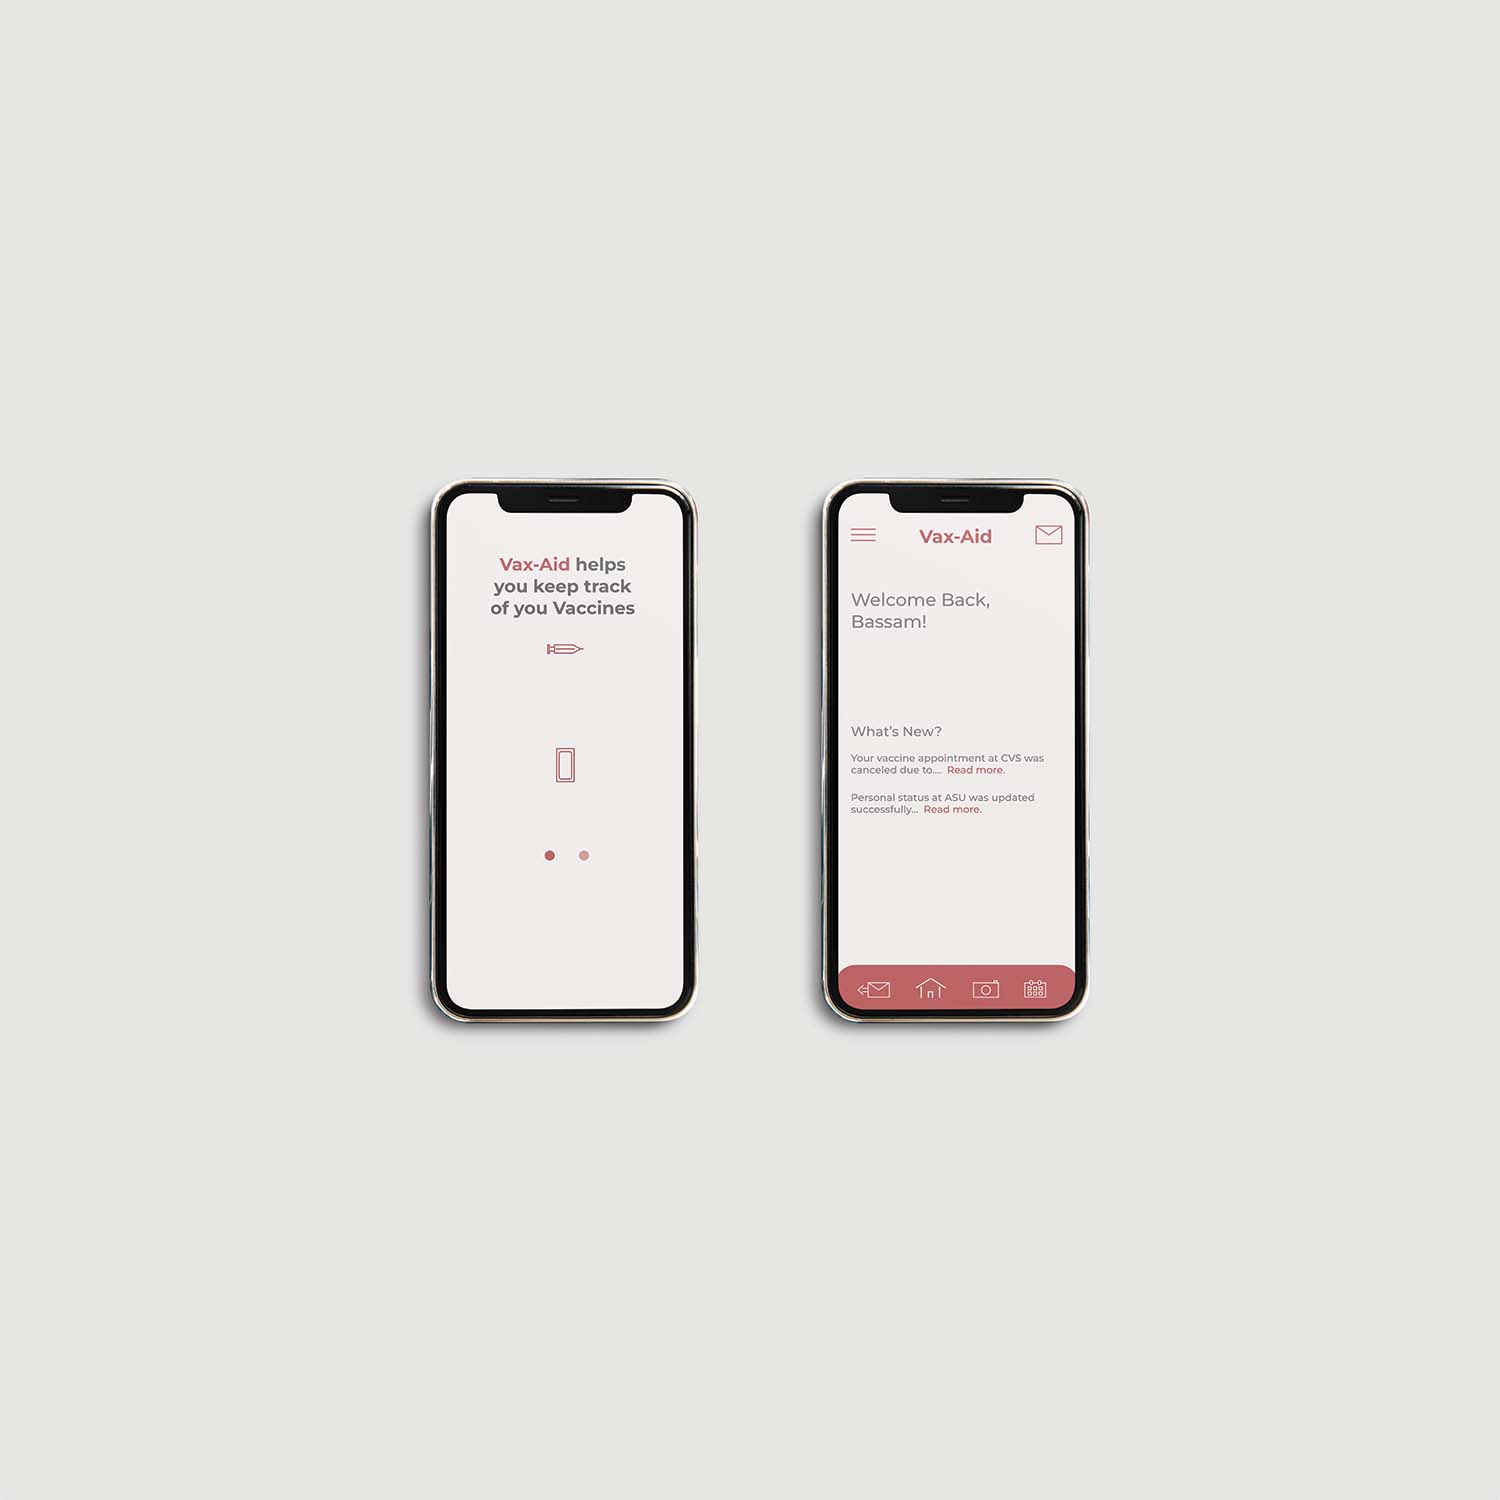 Vax-Aid helps
you keep track
of you Vaccines
Vax-Aid
Welcome Back,
Bassam!
What's New?
Your vaccine appointment at CVS was
canceled due to.... Read more.
Personal status at ASU was updated
successfully... Read more.